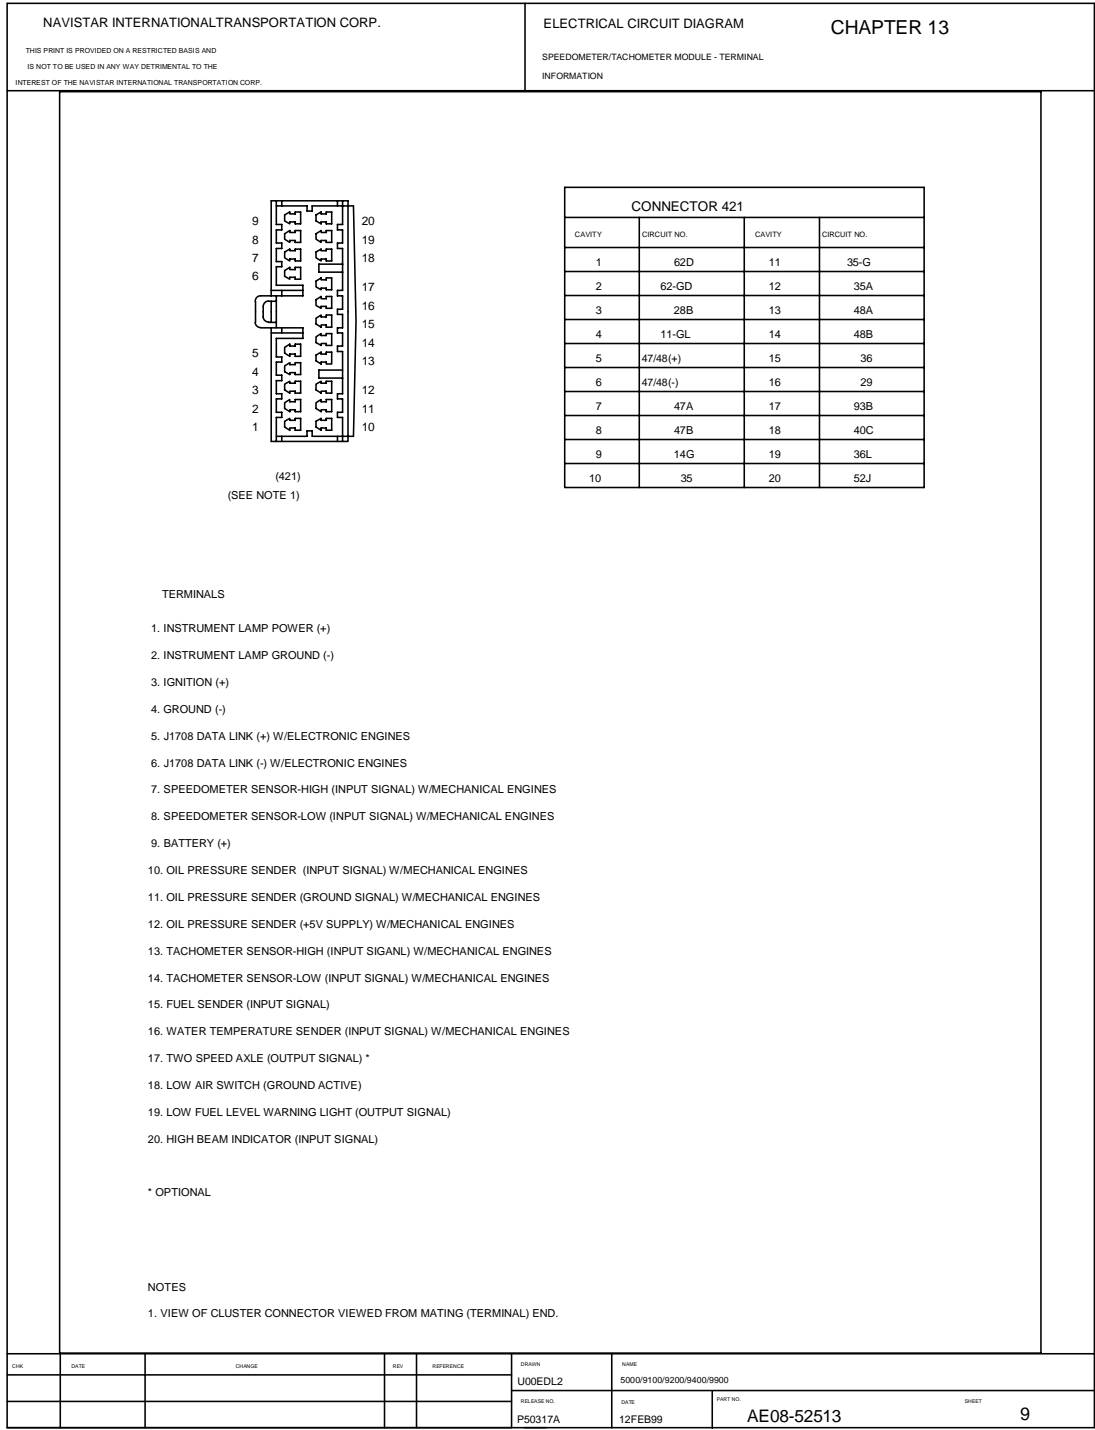 NAVISTAR INTERNATIONALTRANSPORTATION CORP.
THIS PRINT IS PROVIDED ON A RESTRICTED BASIS AND
IS NOT TO BE USED IN ANY WAY DETRIMENTAL TO THE
INTEREST OF THE NAVISTAR INTERNATIONAL TRANSPORTATION CORP.
ELECTRICAL CIRCUIT DIAGRAM
CHAPTER 13
SPEEDOMETER/TACHOMETER MODULE - TERMINAL
INFORMATION
9 20
8 19
7 18
6
17
16
15
14
5 13
4
3 12
2 11
1 10
(421)
(SEE NOTE 1)
CONNECTOR 421
CAVITY CIRCUIT NO. CAVITY CIRCUIT NO.
1 62D 11 35-G
2 62-GD 12 35A
3 28B 13 48A
4 11-GL 14 48B
5 47/48(+) 15 36
6 47/48(-) 16 29
7 47A 17 93B
8 47B 18 40C
9 14G 19 36L
10 35 20 52J
TERMINALS
1. INSTRUMENT LAMP POWER (+)
2. INSTRUMENT LAMP GROUND (-)
3. IGNITION (+)
4. GROUND (-)
5. J1708 DATA LINK (+) W/ELECTRONIC ENGINES
6. J1708 DATA LINK (-) W/ELECTRONIC ENGINES
7. SPEEDOMETER SENSOR-HIGH (INPUT SIGNAL) W/MECHANICAL ENGINES
8. SPEEDOMETER SENSOR-LOW (INPUT SIGNAL) W/MECHANICAL ENGINES
9. BATTERY (+)
10. OIL PRESSURE SENDER (INPUT SIGNAL) W/MECHANICAL ENGINES
11. OIL PRESSURE SENDER (GROUND SIGNAL) W/MECHANICAL ENGINES
12. OIL PRESSURE SENDER (+5V SUPPLY) W/MECHANICAL ENGINES
13. TACHOMETER SENSOR-HIGH (INPUT SIGANL) W/MECHANICAL ENGINES
14. TACHOMETER SENSOR-LOW (INPUT SIGNAL) W/MECHANICAL ENGINES
15. FUEL SENDER (INPUT SIGNAL)
16. WATER TEMPERATURE SENDER (INPUT SIGNAL) W/MECHANICAL ENGINES
17. TWO SPEED AXLE (OUTPUT SIGNAL) *
18. LOW AIR SWITCH (GROUND ACTIVE)
19. LOW FUEL LEVEL WARNING LIGHT (OUTPUT SIGNAL)
20. HIGH BEAM INDICATOR (INPUT SIGNAL)
* OPTIONAL
NOTES
1. VIEW OF CLUSTER CONNECTOR VIEWED FROM MATING (TERMINAL) END.
CHK DATE CHANGE REV REFERENCE
DRAWN
U00EDL2
NAME
5000/9100/9200/9400/9900
RELEASE NO.
P50317A
DATE
12FEB99
PART NO.
AE08-52513
SHEET
9